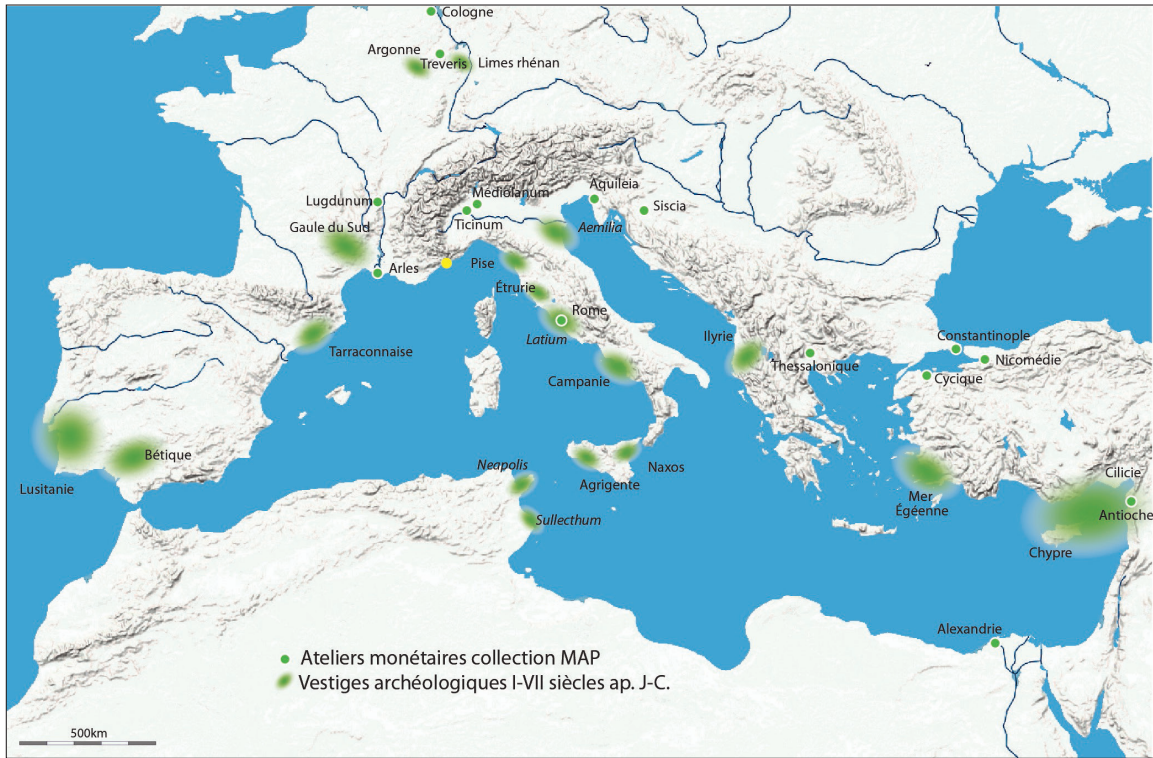 Cologne
Argonne
Treveris
Limes rhénan
Lugdunum
Médiolanum
Aquileia
Siscia
Ticinum
Gaule du Sud
Aemilia
Arles
Pise
Étrurie
Rome
Latium
Ilyrie
Constantinople
Tarraconnaise
Campanie
Thessalonique
Nicomédie
Cycique
Bétique
Neapolis
Naxos
Agrigente
Cilicie
Lusitanie
Mer
Égéenne
Antioche
Sullecthum
Chypre
Alexandrie
Ateliers monétaires collection MAP
Vestiges archéologiques I-VII siècles ap. J-C.
500km